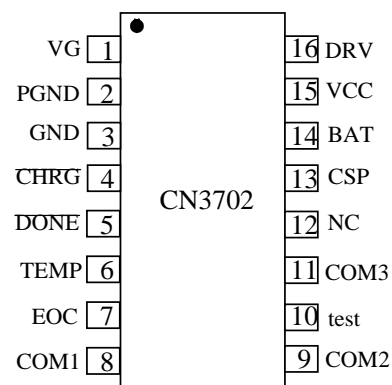 VG 1 16 DRV
PGND 2 15 VCC
GND 3 14 BAT
CHRG 4 13 CSP
CN3702
DONE 5 12 NC
TEMP 6 11 COM3
EOC 7 10 test
COM1 8 9 COM2